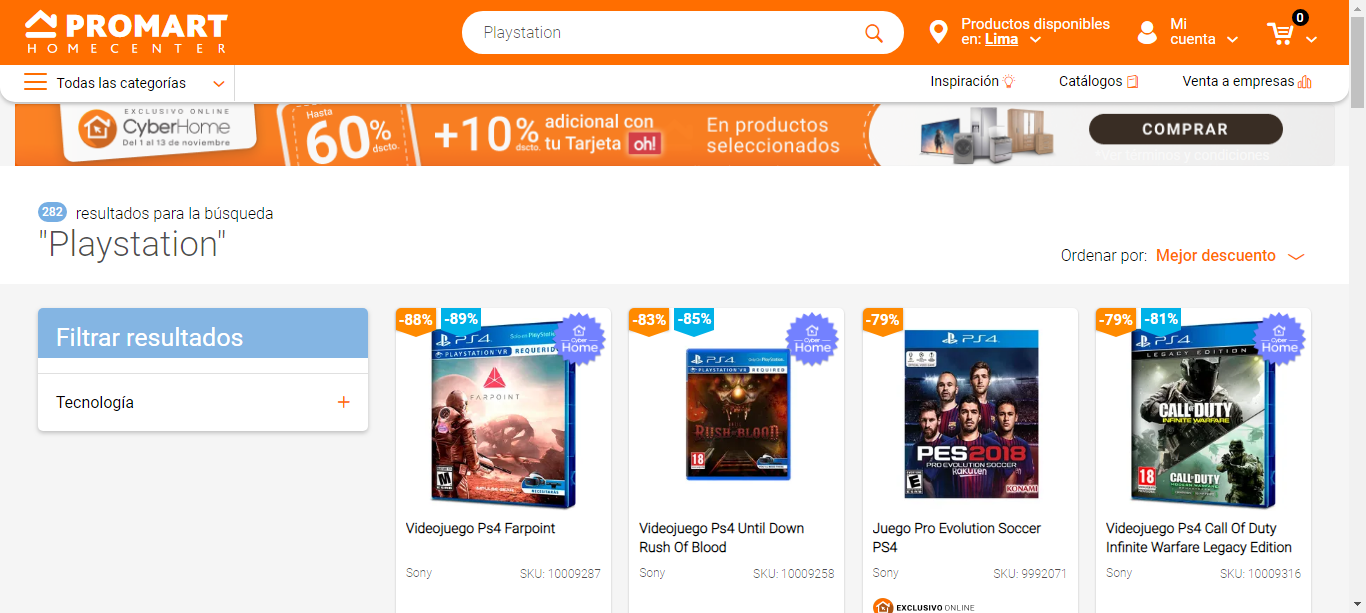 PROMART
HOMECENTER
Playstation
Productos disponibles
en: Lima
Mi
cuenta
0
Todas las categorías
Inspiración
Catálogos
Venta a empresas
EXCLUSIVO ONLINE
CyberHome
Del 1 al 13 de noviembre
Hasta
60% dscto.
+10% dscto.
adicional con
tu Tarjeta oh!
En productos
seleccionados
COMPRAR
*Ver términos y condiciones
282 resultados para la búsqueda
"Playstation"
Ordenar por: Mejor descuento
Filtrar resultados
Tecnología
-88% -89%
Cyber
Home
PS4
PLAYSTATION VR REQUERIDO
FARPOINT
M
IMPULSE GEAR
NECESITARÁS
Videojuego Ps4 Farpoint
Sony
SKU: 10009287
-83% -85%
Cyber
Home
PS4
PLAYSTATION VR REQUIRED
RUSH OF BLOOD
18
Videojuego Ps4 Until Down
Rush Of Blood
Sony
SKU: 10009258
-79%
PS4
PES2018
PRO EVOLUTION SOCCER
Rakuten
E
KONAMI
Juego Pro Evolution Soccer
PS4
Sony
SKU: 9992071
EXCLUSIVO ONLINE
-79% -81%
Cyber
Home
PS4
LEGACY EDITION
CALL OF DUTY
INFINITE WARFARE
18
CALL OF DUTY
MODERN WARFARE
Videojuego Ps4 Call Of Duty
Infinite Warfare Legacy Edition
Sony
SKU: 10009316